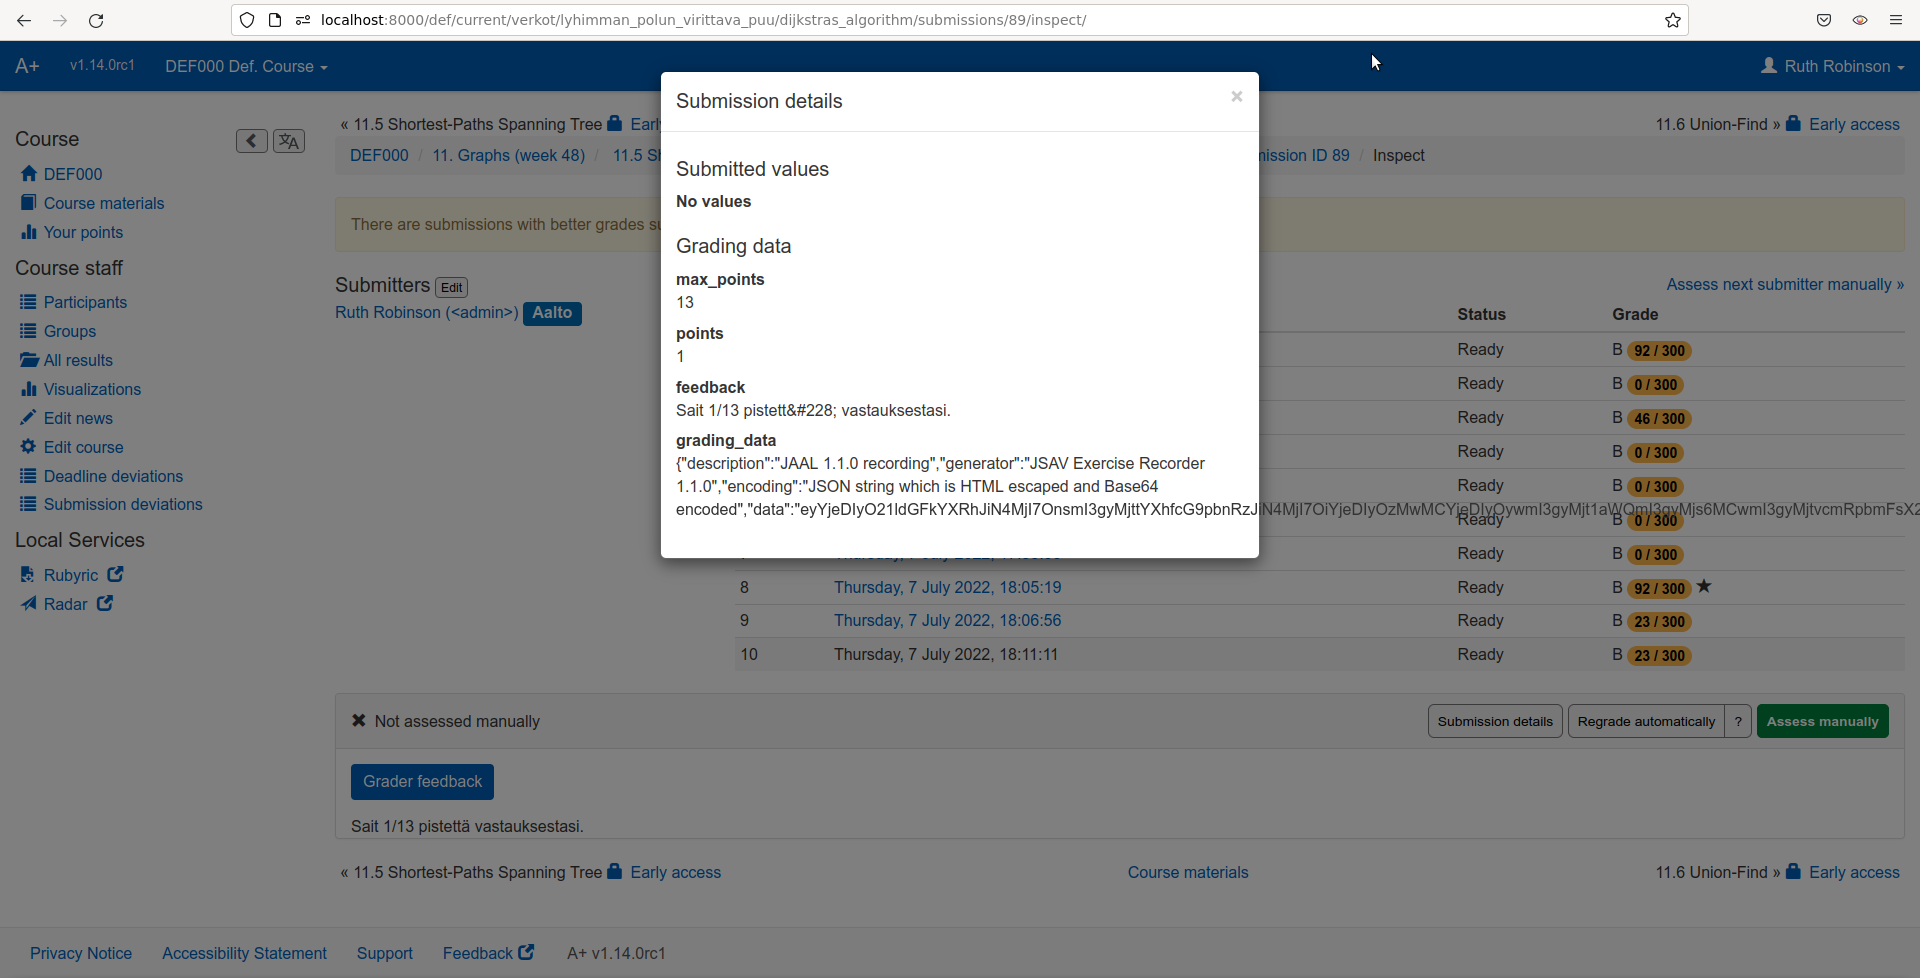 localhost:8000/def/current/verkot/lyhimman_polun_virittava_puu/dijkstras_algorithm/submissions/89/inspect/
A+ v1.14.0rc1 DEF000 Def. Course Ruth Robinson
Course
DEF000
Course materials
Your points
Course staff
Participants
Groups
All results
Visualizations
Edit news
Edit course
Deadline deviations
Submission deviations
Local Services
Rubyric
Radar
« 11.5 Shortest-Paths Spanning Tree Early 11.6 Union-Find » Early access
DEF000 / 11. Graphs (week 48) / 11.5 Sh mission ID 89 / Inspect
There are submissions with better grades su
Submitters Edit
Ruth Robinson (<admin>) Aalto
Assess next submitter manually »
Status Grade
Ready B 92 / 300
Ready B 0 / 300
Ready B 46 / 300
Ready B 0 / 300
Ready B 0 / 300
Ready B 0 / 300
Ready B 0 / 300
8 Thursday, 7 July 2022, 18:05:19 Ready B 92 / 300
9 Thursday, 7 July 2022, 18:06:56 Ready B 23 / 300
10 Thursday, 7 July 2022, 18:11:11 Ready B 23 / 300
Submission details ×
Submitted values
No values
Grading data
max_points
13
points
1
feedback
Sait 1/13 pistett&#228; vastauksestasi.
grading_data
{"description":"JAAL 1.1.0 recording","generator":"JSAV Exercise Recorder
1.1.0","encoding":"JSON string which is HTML escaped and Base64
encoded","data":"eyYjeDIyO21ldGFkYXRhJiN4MjI7OnsmI3gyMjttYXhfcG9pbnRzJiN4MjI7OiYjeDIyOzMwMCYjeDIyOywmI3gyMjt1aWQmI3gyMjs6MCwmI3gyMjtvcmRpbmFsX2
Not assessed manually
Submission details Regrade automatically ? Assess manually
Grader feedback
Sait 1/13 pistettä vastauksestasi.
« 11.5 Shortest-Paths Spanning Tree Early access Course materials 11.6 Union-Find » Early access
Privacy Notice Accessibility Statement Support Feedback A+ v1.14.0rc1